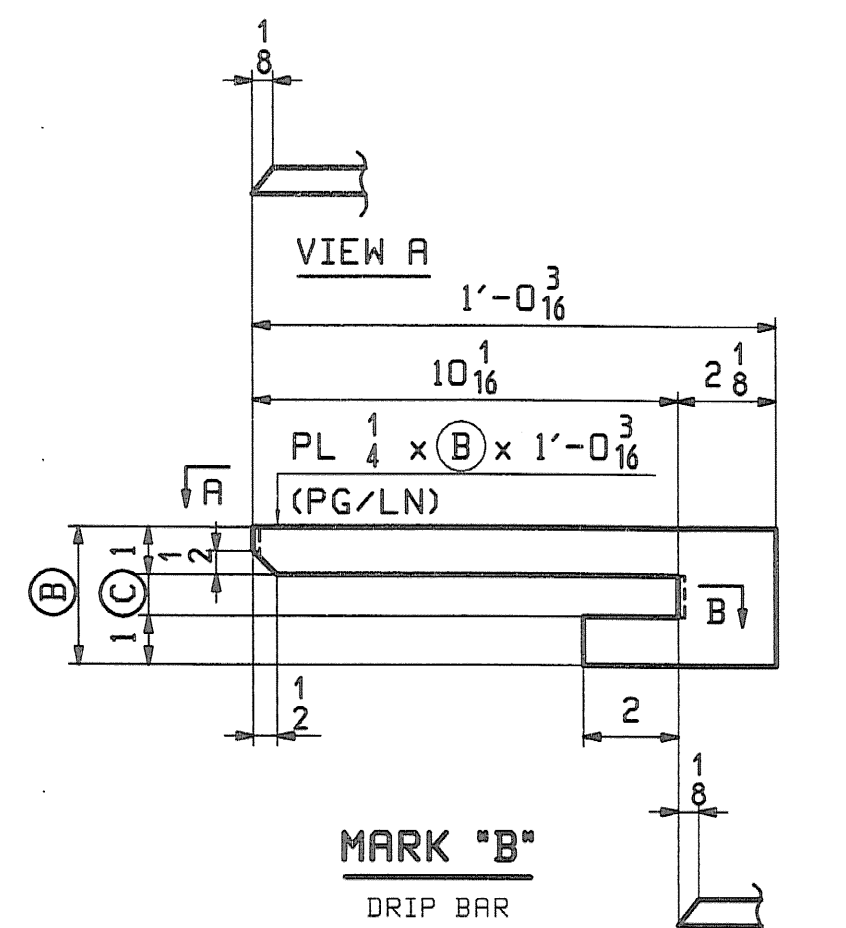 1/8
VIEW A
1'-0 3/16
10 1/16
2 1/8
PL 1/4 x B x 1'-0 3/16
(PG/LN)
A
B
C
1
1/2
1
B
1/2
2
1/8
MARK "B"
DRIP BAR